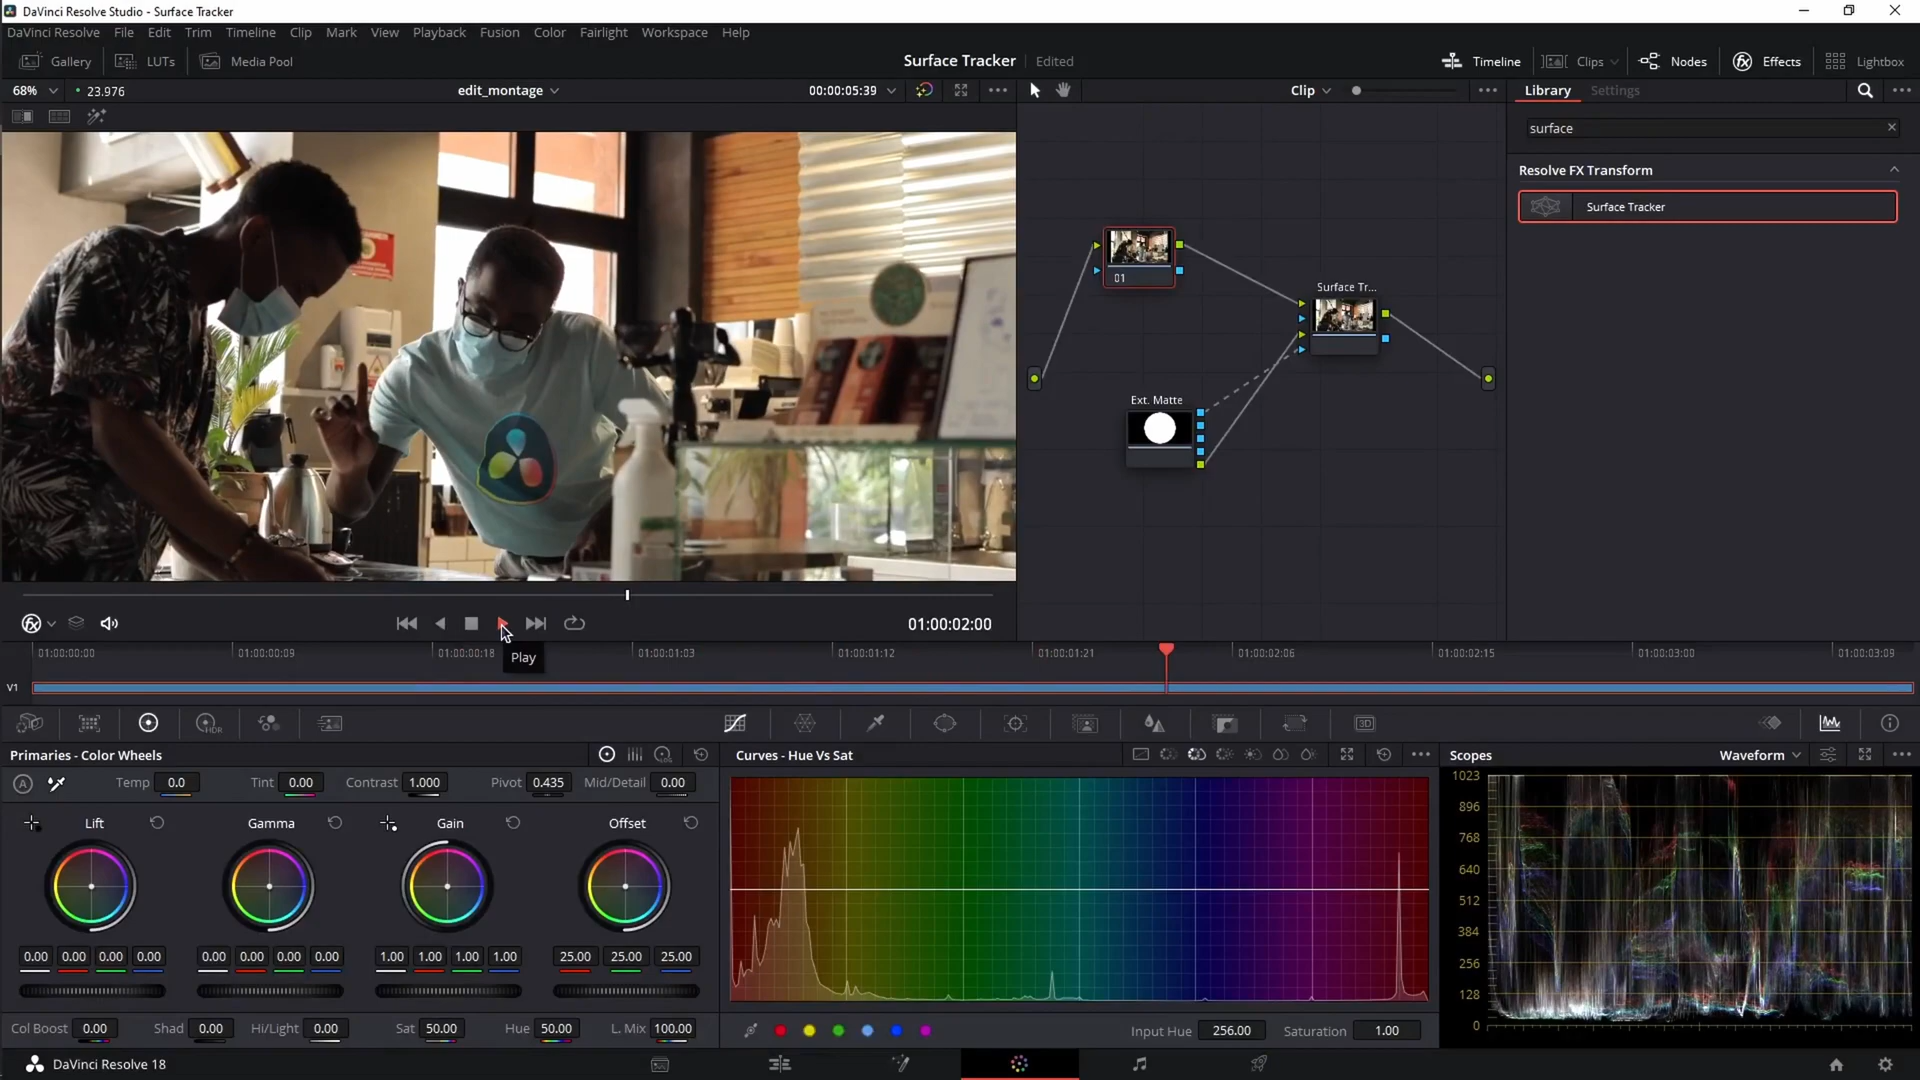 DaVinci Resolve Studio - Surface Tracker
DaVinci Resolve File Edit Trim Timeline Clip Mark View Playback Fusion Color Fairlight Workspace Help
Gallery LUTs Media Pool Surface Tracker Edited Timeline Clips Nodes Effects Lightbox
68% 23.976 edit_montage 00:00:05:39 Clip Library Settings
surface
Resolve FX Transform
Surface Tracker
01
Surface Tr...
Ext. Matte
01:00:02:00
Play
01:00:00:00 01:00:00:09 01:00:00:18 01:00:01:03 01:00:01:12 01:00:01:21 01:00:02:06 01:00:02:15 01:00:03:00 01:00:03:09
V1
HDR
3D
Primaries - Color Wheels Curves - Hue Vs Sat Scopes Waveform
A Temp 0.0 Tint 0.00 Contrast 1.000 Pivot 0.435 Mid/Detail 0.00
Lift Gamma Gain Offset
0.00 0.00 0.00 0.00 0.00 0.00 0.00 0.00 1.00 1.00 1.00 1.00 25.00 25.00 25.00
Col Boost 0.00 Shad 0.00 Hi/Light 0.00 Sat 50.00 Hue 50.00 L. Mix 100.00
Input Hue 256.00 Saturation 1.00
1023
896
768
640
512
384
256
128
0
DaVinci Resolve 18